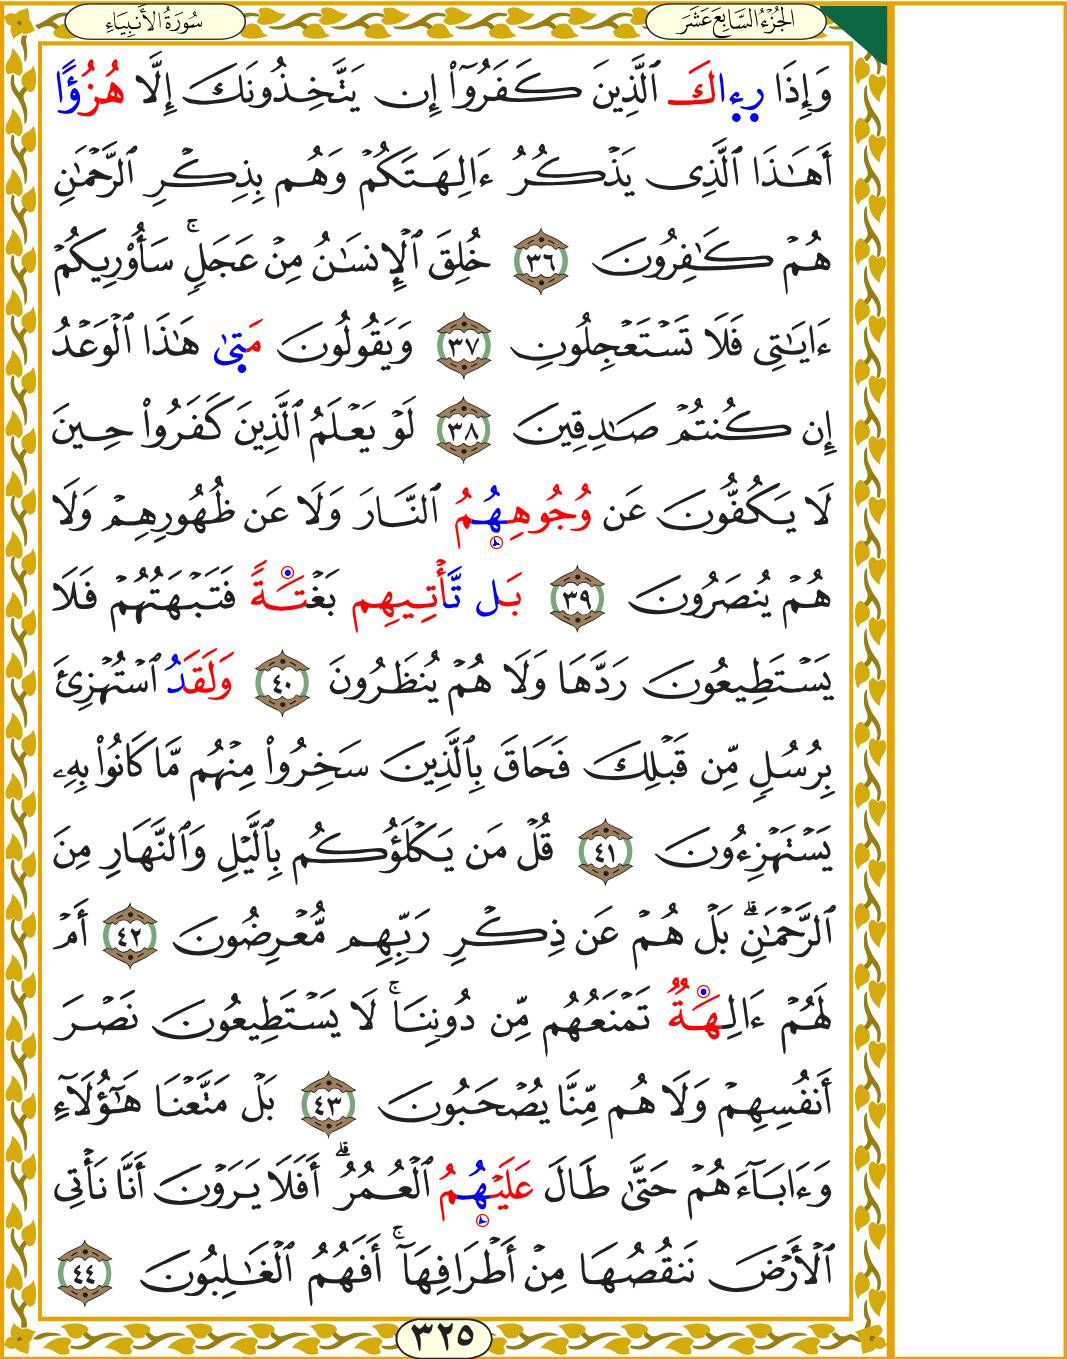 الجُزْءُ السَّابِعَ عَشَرَ
سُورَةُ الأَنبِيَاءِ
وَإِذَا رِءاكَ ٱلَّذِينَ كَفَرُوٓاْ إِن يَتَّخِذُونَكَ إِلَّا هُزُؤًا
أَهَـٰذَا ٱلَّذِى يَذْكُرُ ءَالِهَتَكُمْ وَهُم بِذِكْرِ ٱلرَّحْمَـٰنِ
هُمْ كَـٰفِرُونَ ٣٦ خُلِقَ ٱلْإِنسَـٰنُ مِنْ عَجَلٍۚ سَأُوْرِيكُمْ
ءَايَـٰتِى فَلَا تَسْتَعْجِلُونِ ٣٧ وَيَقُولُونَ مَتِىٰ هَـٰذَا ٱلْوَعْدُ
إِن كُنتُمْ صَـٰدِقِينَ ٣٨ لَوْ يَعْلَمُ ٱلَّذِينَ كَفَرُواْ حِينَ
لَا يَكُفُّونَ عَن وُجُوهِهُمُ ٱلنَّارَ وَلَا عَن ظُهُورِهِمْ وَلَا
هُمْ يُنصَرُونَ ٣٩ بَل تَّأْتِيهِم بَغْتَةً فَتَبْهَتُهُمْ فَلَا
يَسْتَطِيعُونَ رَدَّهَا وَلَا هُمْ يُنظَرُونَ ٤٠ وَلَقَدُ ٱسْتُهْزِئَ
بِرُسُلٍ مِّن قَبْلِكَ فَحَاقَ بِٱلَّذِينَ سَخِرُواْ مِنْهُم مَّا كَانُواْ بِهِۦ
يَسْتَهْزِءُونَ ٤١ قُلْ مَن يَكْلَؤُكُم بِٱلَّيْلِ وَٱلنَّهَارِ مِنَ
ٱلرَّحْمَـٰنِۗ بَلْ هُمْ عَن ذِكْرِ رَبِّهِم مُّعْرِضُونَ ٤٢ أَمْ
لَهُمْ ءَالِهَةٌ تَمْنَعُهُم مِّن دُونِنَاۚ لَا يَسْتَطِيعُونَ نَصْرَ
أَنفُسِهِمْ وَلَا هُم مِّنَّا يُصْحَبُونَ ٤٣ بَلْ مَتَّعْنَا هَـٰٓؤُلَآءِ
وَءَابَآءَهُمْ حَتَّىٰ طَالَ عَلَيْهُمُ ٱلْعُمُرُۗ أَفَلَا يَرَوْنَ أَنَّا نَأْتِى
ٱلْأَرْضَ نَنقُصُهَا مِنْ أَطْرَافِهَآۚ أَفَهُمُ ٱلْغَـٰلِبُونَ ٤٤
٣٢٥